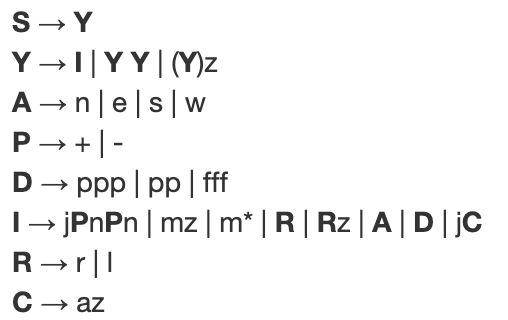 S → Y
Y → I | Y Y | (Y)z
A → n | e | s | w
P → + | -
D → ppp | pp | fff
I → jPnPn | mz | m* | R | Rz | A | D | jC
R → r | l
C → az